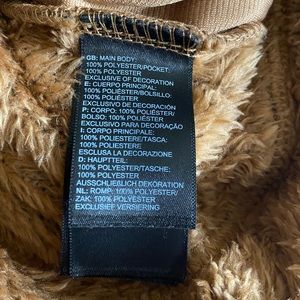 GB: MAIN BODY:
100% POLYESTER/POCKET:
100% POLYESTER
EXCLUSIVE OF DECORATION
E: CUERPO PRINCIPAL:
100% POLIÉSTER/BOLSILLO:
100% POLIÉSTER
EXCLUSIVO DE DECORACIÓN
P: CORPO: 100% POLIÉSTER/
BOLSO: 100% POLIÉSTER
EXCLUSIVO PARA DECORAÇÃO
I: CORPO PRINCIPALE:
100% POLIESTERE/TASCA:
100% POLIESTERE
ESCLUSA LA DECORAZIONE
D: HAUPTTEIL:
100% POLYESTER/TASCHE:
100% POLYESTER
AUSSCHLIEẞLICH DEKORATION
NL: ROMP: 100% POLYESTER/
ZAK: 100% POLYESTER
EXCLUSIEF VERSIERING